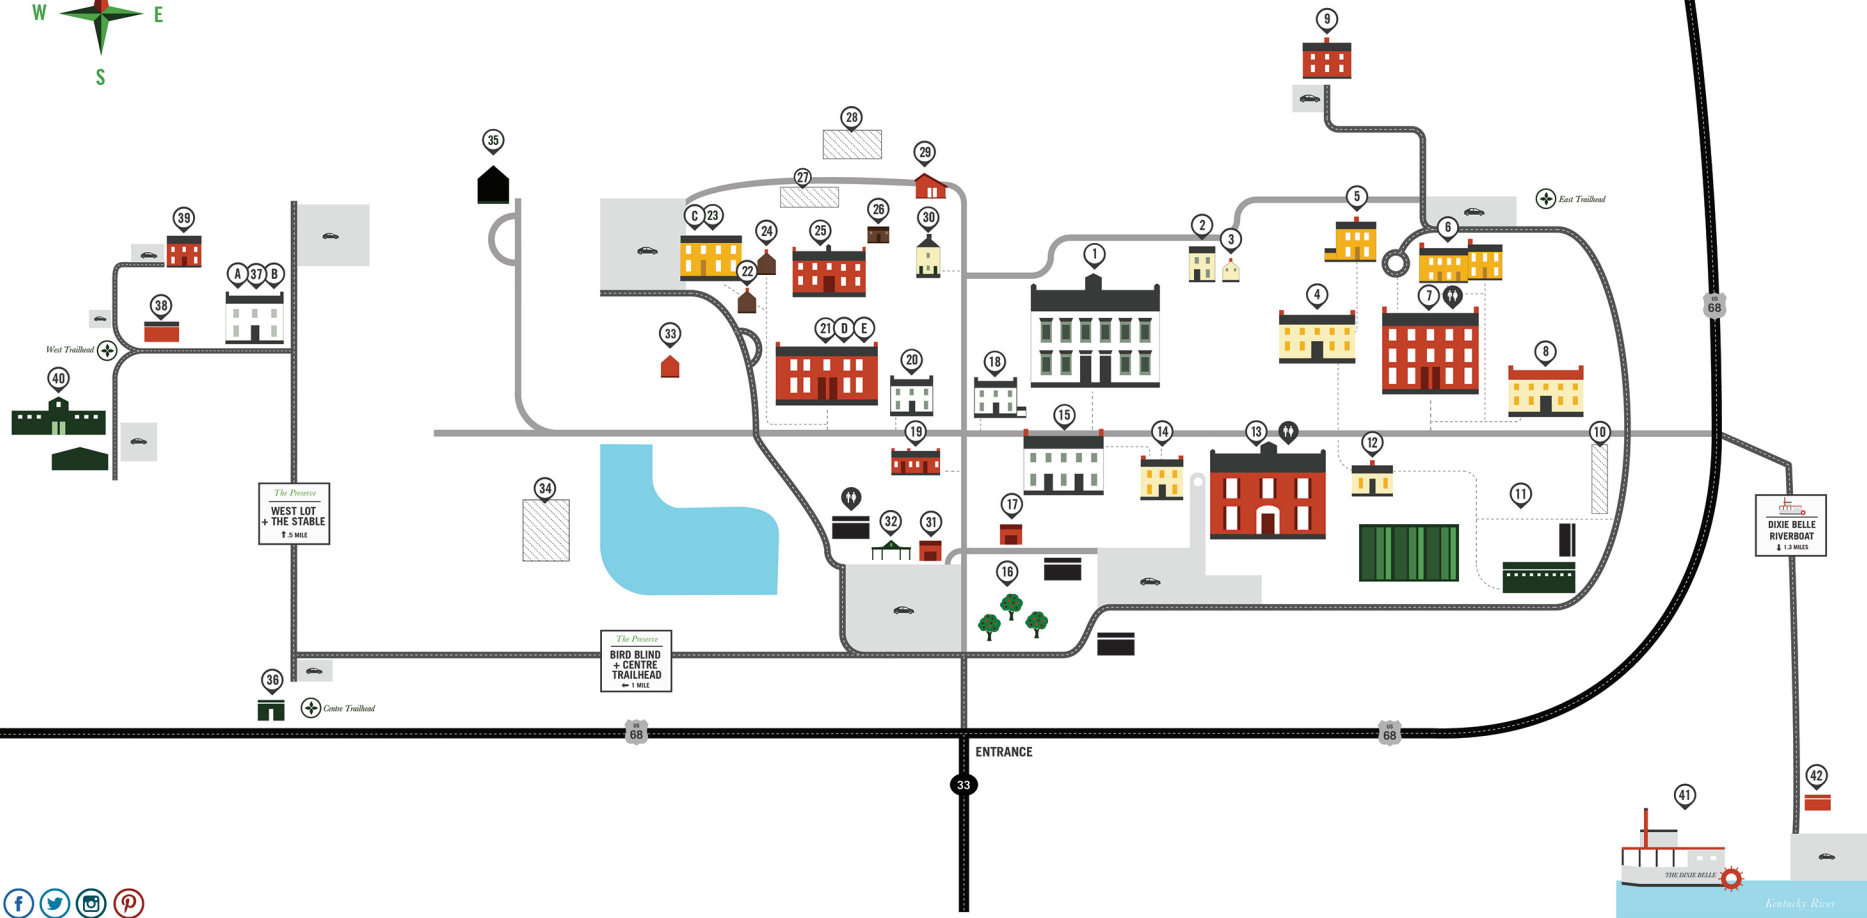 W
E
S
9
28
35
27
29
5
East Trailhead
C
23
24
25
26
30
2
3
6
39
22
1
A
37
B
4
7
US
68
38
33
21
D
E
20
18
8
West Trailhead
40
19
15
14
13
12
10
The Preserve
WEST LOT
+ THE STABLE
.5 MILE
34
32
31
17
11
DIXIE BELLE
RIVERBOAT
1.3 MILES
16
The Preserve
BIRD BLIND
+ CENTRE
TRAILHEAD
1 MILE
36
Centre Trailhead
US
68
US
68
ENTRANCE
33
41
42
THE DIXIE BELLE
Kentucky River
f